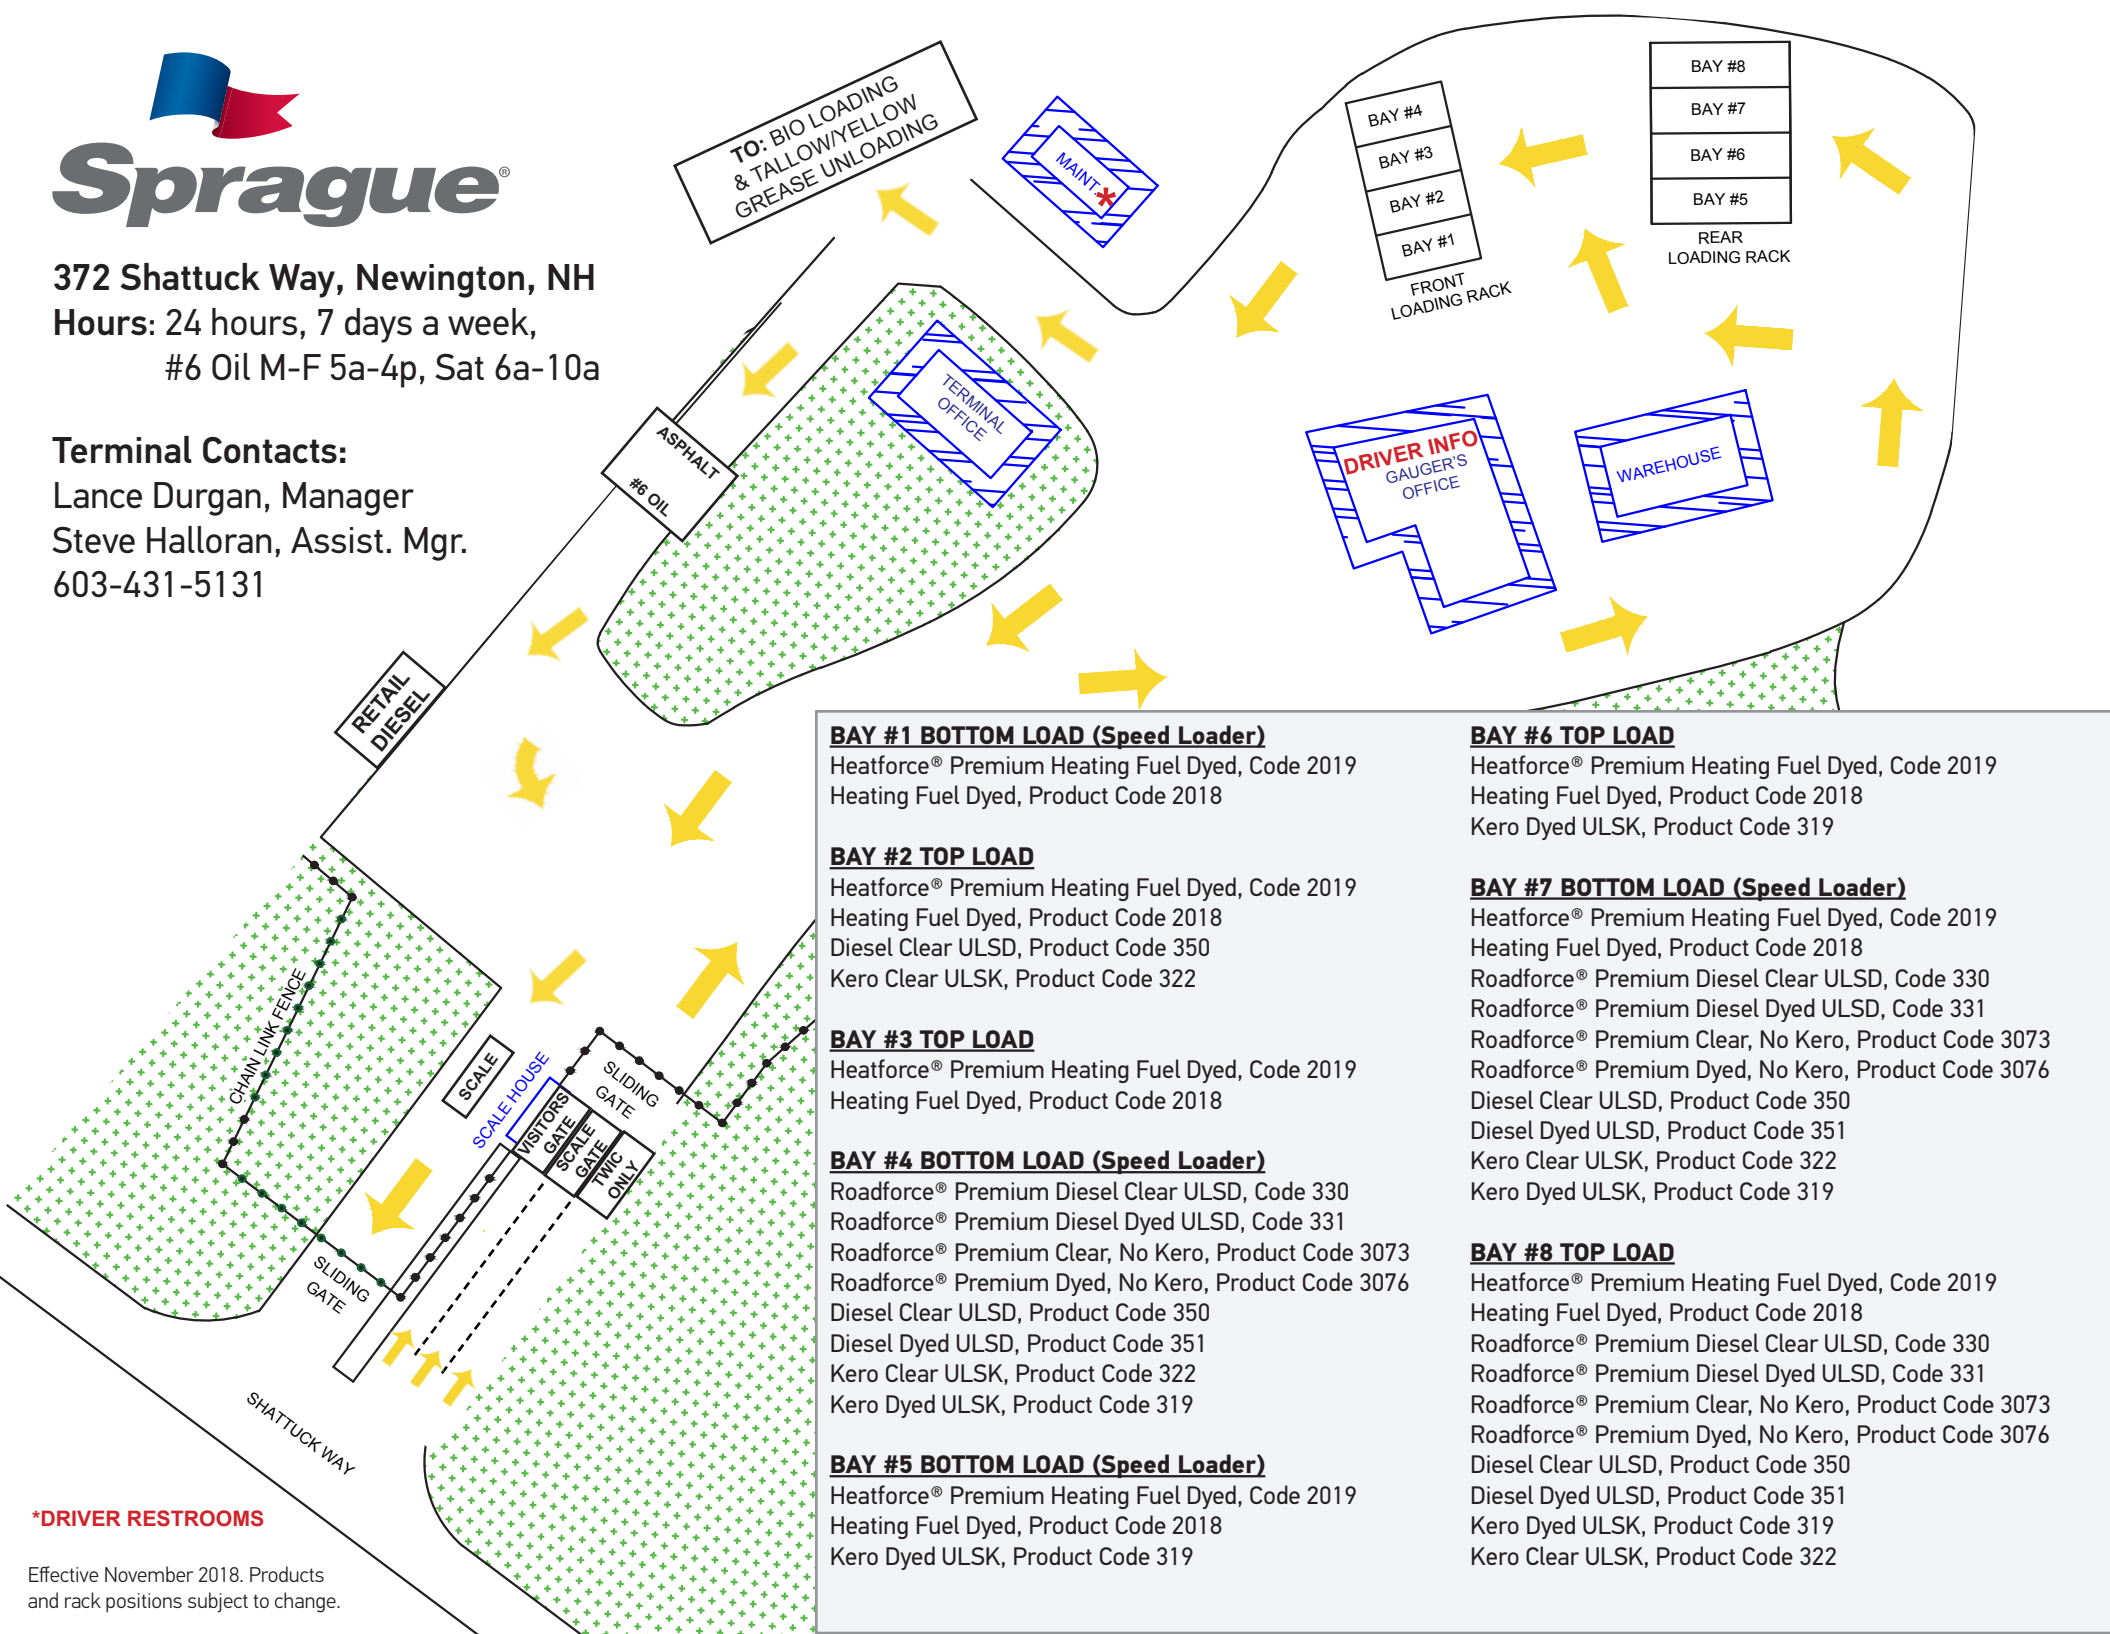 Sprague®
372 Shattuck Way, Newington, NH
Hours: 24 hours, 7 days a week,
#6 Oil M-F 5a-4p, Sat 6a-10a
Terminal Contacts:
Lance Durgan, Manager
Steve Halloran, Assist. Mgr.
603-431-5131
TO: BIO LOADING
& TALLOW/YELLOW
GREASE UNLOADING
MAINT.
*
BAY #4
BAY #3
BAY #2
BAY #1
FRONT
LOADING RACK
BAY #8
BAY #7
BAY #6
BAY #5
REAR
LOADING RACK
TERMINAL
OFFICE
ASPHALT
#6 OIL
DRIVER INFO
GAUGER'S
OFFICE
WAREHOUSE
RETAIL
DIESEL
CHAIN LINK FENCE
SCALE
SCALE HOUSE
VISITORS
GATE
SCALE
GATE
TWIC
ONLY
SLIDING
GATE
SLIDING
GATE
SHATTUCK WAY
*DRIVER RESTROOMS
Effective November 2018. Products
and rack positions subject to change.
BAY #1 BOTTOM LOAD (Speed Loader)
Heatforce® Premium Heating Fuel Dyed, Code 2019
Heating Fuel Dyed, Product Code 2018
BAY #2 TOP LOAD
Heatforce® Premium Heating Fuel Dyed, Code 2019
Heating Fuel Dyed, Product Code 2018
Diesel Clear ULSD, Product Code 350
Kero Clear ULSK, Product Code 322
BAY #3 TOP LOAD
Heatforce® Premium Heating Fuel Dyed, Code 2019
Heating Fuel Dyed, Product Code 2018
BAY #4 BOTTOM LOAD (Speed Loader)
Roadforce® Premium Diesel Clear ULSD, Code 330
Roadforce® Premium Diesel Dyed ULSD, Code 331
Roadforce® Premium Clear, No Kero, Product Code 3073
Roadforce® Premium Dyed, No Kero, Product Code 3076
Diesel Clear ULSD, Product Code 350
Diesel Dyed ULSD, Product Code 351
Kero Clear ULSK, Product Code 322
Kero Dyed ULSK, Product Code 319
BAY #5 BOTTOM LOAD (Speed Loader)
Heatforce® Premium Heating Fuel Dyed, Code 2019
Heating Fuel Dyed, Product Code 2018
Kero Dyed ULSK, Product Code 319
BAY #6 TOP LOAD
Heatforce® Premium Heating Fuel Dyed, Code 2019
Heating Fuel Dyed, Product Code 2018
Kero Dyed ULSK, Product Code 319
BAY #7 BOTTOM LOAD (Speed Loader)
Heatforce® Premium Heating Fuel Dyed, Code 2019
Heating Fuel Dyed, Product Code 2018
Roadforce® Premium Diesel Clear ULSD, Code 330
Roadforce® Premium Diesel Dyed ULSD, Code 331
Roadforce® Premium Clear, No Kero, Product Code 3073
Roadforce® Premium Dyed, No Kero, Product Code 3076
Diesel Clear ULSD, Product Code 350
Diesel Dyed ULSD, Product Code 351
Kero Clear ULSK, Product Code 322
Kero Dyed ULSK, Product Code 319
BAY #8 TOP LOAD
Heatforce® Premium Heating Fuel Dyed, Code 2019
Heating Fuel Dyed, Product Code 2018
Roadforce® Premium Diesel Clear ULSD, Code 330
Roadforce® Premium Diesel Dyed ULSD, Code 331
Roadforce® Premium Clear, No Kero, Product Code 3073
Roadforce® Premium Dyed, No Kero, Product Code 3076
Diesel Clear ULSD, Product Code 350
Diesel Dyed ULSD, Product Code 351
Kero Dyed ULSK, Product Code 319
Kero Clear ULSK, Product Code 322